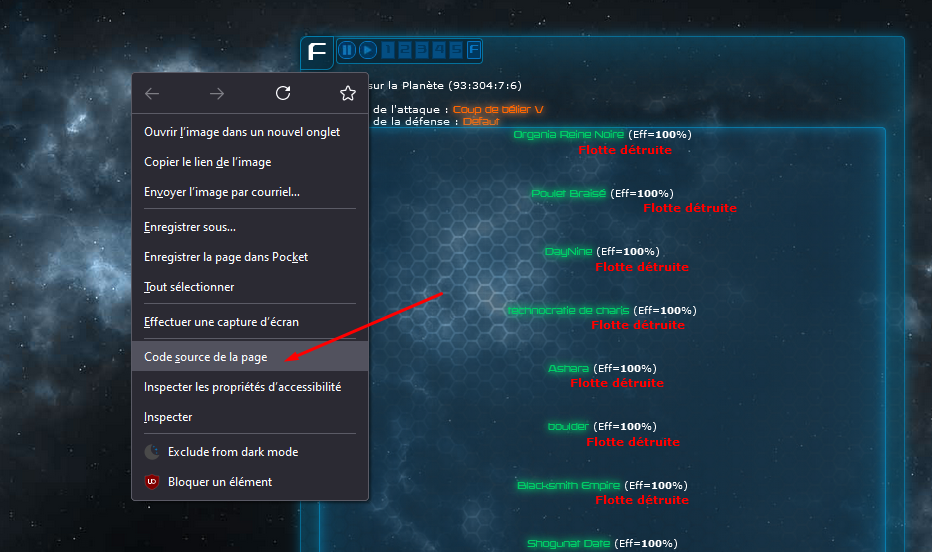 F
1 2 3 4 5 F
sur la Planète (93:304:7:6)
de l'attaque : Coup de bélier V
de la défense : Défaut
Ouvrir l'image dans un nouvel onglet
Copier le lien de l'image
Envoyer l'image par courriel...
Enregistrer sous...
Enregistrer la page dans Pocket
Tout sélectionner
Effectuer une capture d'écran
Code source de la page
Inspecter les propriétés d'accessibilité
Inspecter
Exclude from dark mode
Bloquer un élément
Organia Reine Noire (Eff=100%)
Flotte détruite
Poulet Braisé (Eff=100%)
Flotte détruite
DayNine (Eff=100%)
Flotte détruite
technocratie de charis (Eff=100%)
Flotte détruite
Ashara (Eff=100%)
Flotte détruite
boulder (Eff=100%)
Flotte détruite
Blacksmith Empire (Eff=100%)
Flotte détruite
Shogunat Date (Eff=100%)